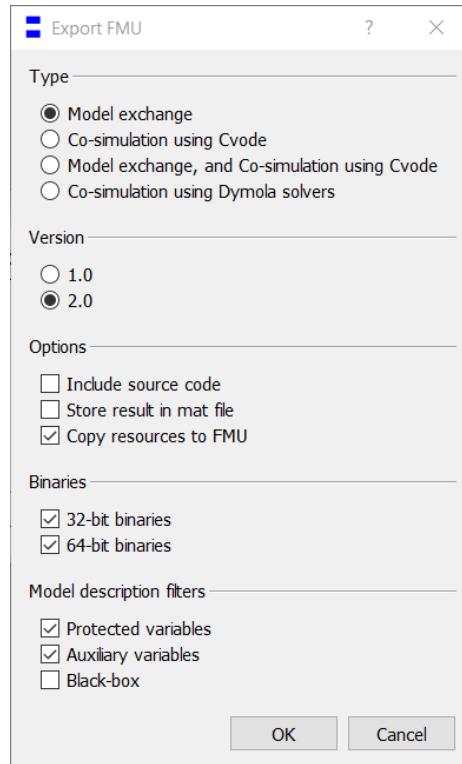 Export FMU
Type
Model exchange
Co-simulation using Cvode
Model exchange, and Co-simulation using Cvode
Co-simulation using Dymola solvers
Version
1.0
2.0
Options
Include source code
Store result in mat file
Copy resources to FMU
Binaries
32-bit binaries
64-bit binaries
Model description filters
Protected variables
Auxiliary variables
Black-box
OK Cancel